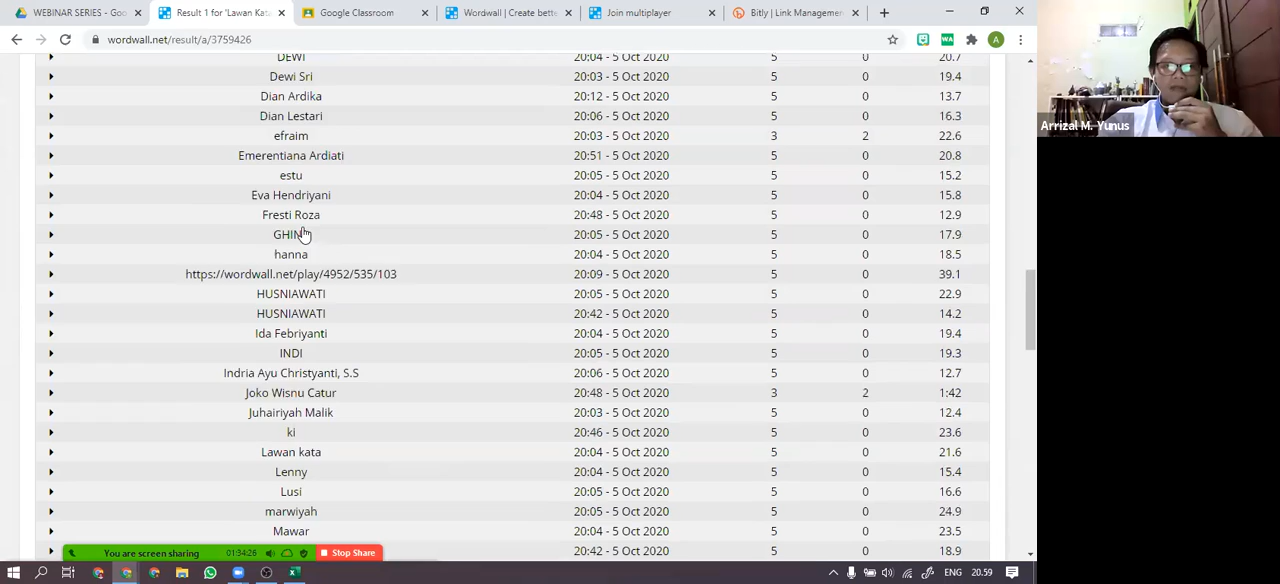 WEBINAR SERIES - Goo
Result 1 for 'Lawan Kata
Google Classroom
Wordwall | Create bette
Join multiplayer
Bitly | Link Managemen
wordwall.net/result/a/3759426
WA
A
DEWI 20:04 - 5 Oct 2020 5 0 20.7
Dewi Sri 20:03 - 5 Oct 2020 5 0 19.4
Dian Ardika 20:12 - 5 Oct 2020 5 0 13.7
Dian Lestari 20:06 - 5 Oct 2020 5 0 16.3
efraim 20:03 - 5 Oct 2020 3 2 22.6
Emerentiana Ardiati 20:51 - 5 Oct 2020 5 0 20.8
estu 20:05 - 5 Oct 2020 5 0 15.2
Eva Hendriyani 20:04 - 5 Oct 2020 5 0 15.8
Fresti Roza 20:48 - 5 Oct 2020 5 0 12.9
20:05 - 5 Oct 2020 5 0 17.9
hanna 20:04 - 5 Oct 2020 5 0 18.5
https://wordwall.net/play/4952/535/103 20:09 - 5 Oct 2020 5 0 39.1
HUSNIAWATI 20:05 - 5 Oct 2020 5 0 22.9
HUSNIAWATI 20:42 - 5 Oct 2020 5 0 14.2
Ida Febriyanti 20:04 - 5 Oct 2020 5 0 19.4
INDI 20:05 - 5 Oct 2020 5 0 19.3
Indria Ayu Christyanti, S.S 20:06 - 5 Oct 2020 5 0 12.7
Joko Wisnu Catur 20:48 - 5 Oct 2020 3 2 1:42
Juhairiyah Malik 20:03 - 5 Oct 2020 5 0 12.4
ki 20:46 - 5 Oct 2020 5 0 23.6
Lawan kata 20:04 - 5 Oct 2020 5 0 21.6
Lenny 20:04 - 5 Oct 2020 5 0 15.4
Lusi 20:05 - 5 Oct 2020 5 0 16.6
marwiyah 20:05 - 5 Oct 2020 5 0 24.9
Mawar 20:04 - 5 Oct 2020 5 0 23.5
20:42 - 5 Oct 2020 5 0 18.9
You are screen sharing 01:34:26 Stop Share
ENG 20.59
Arrizal M. Yunus